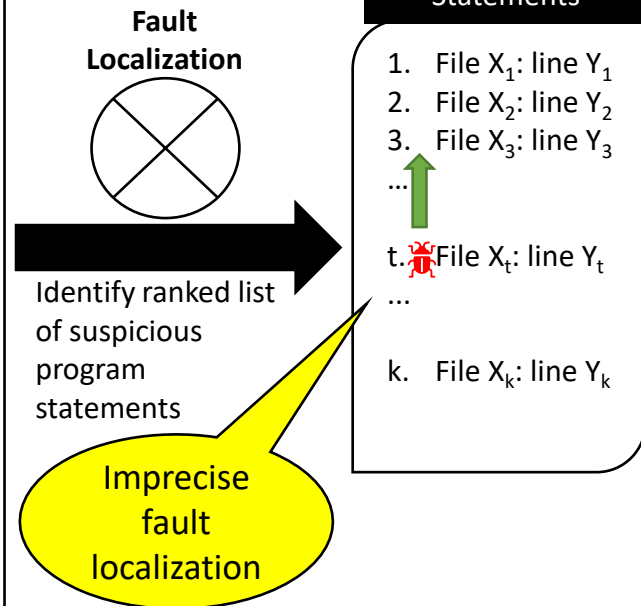 Fault
Localization
Identify ranked list
of suspicious
program
statements
Imprecise
fault
localization
Statements
1. File X₁: line Y₁
2. File X₂: line Y₂
3. File X₃: line Y₃
...
t. File Xₜ: line Yₜ
...
k. File Xₖ: line Yₖ